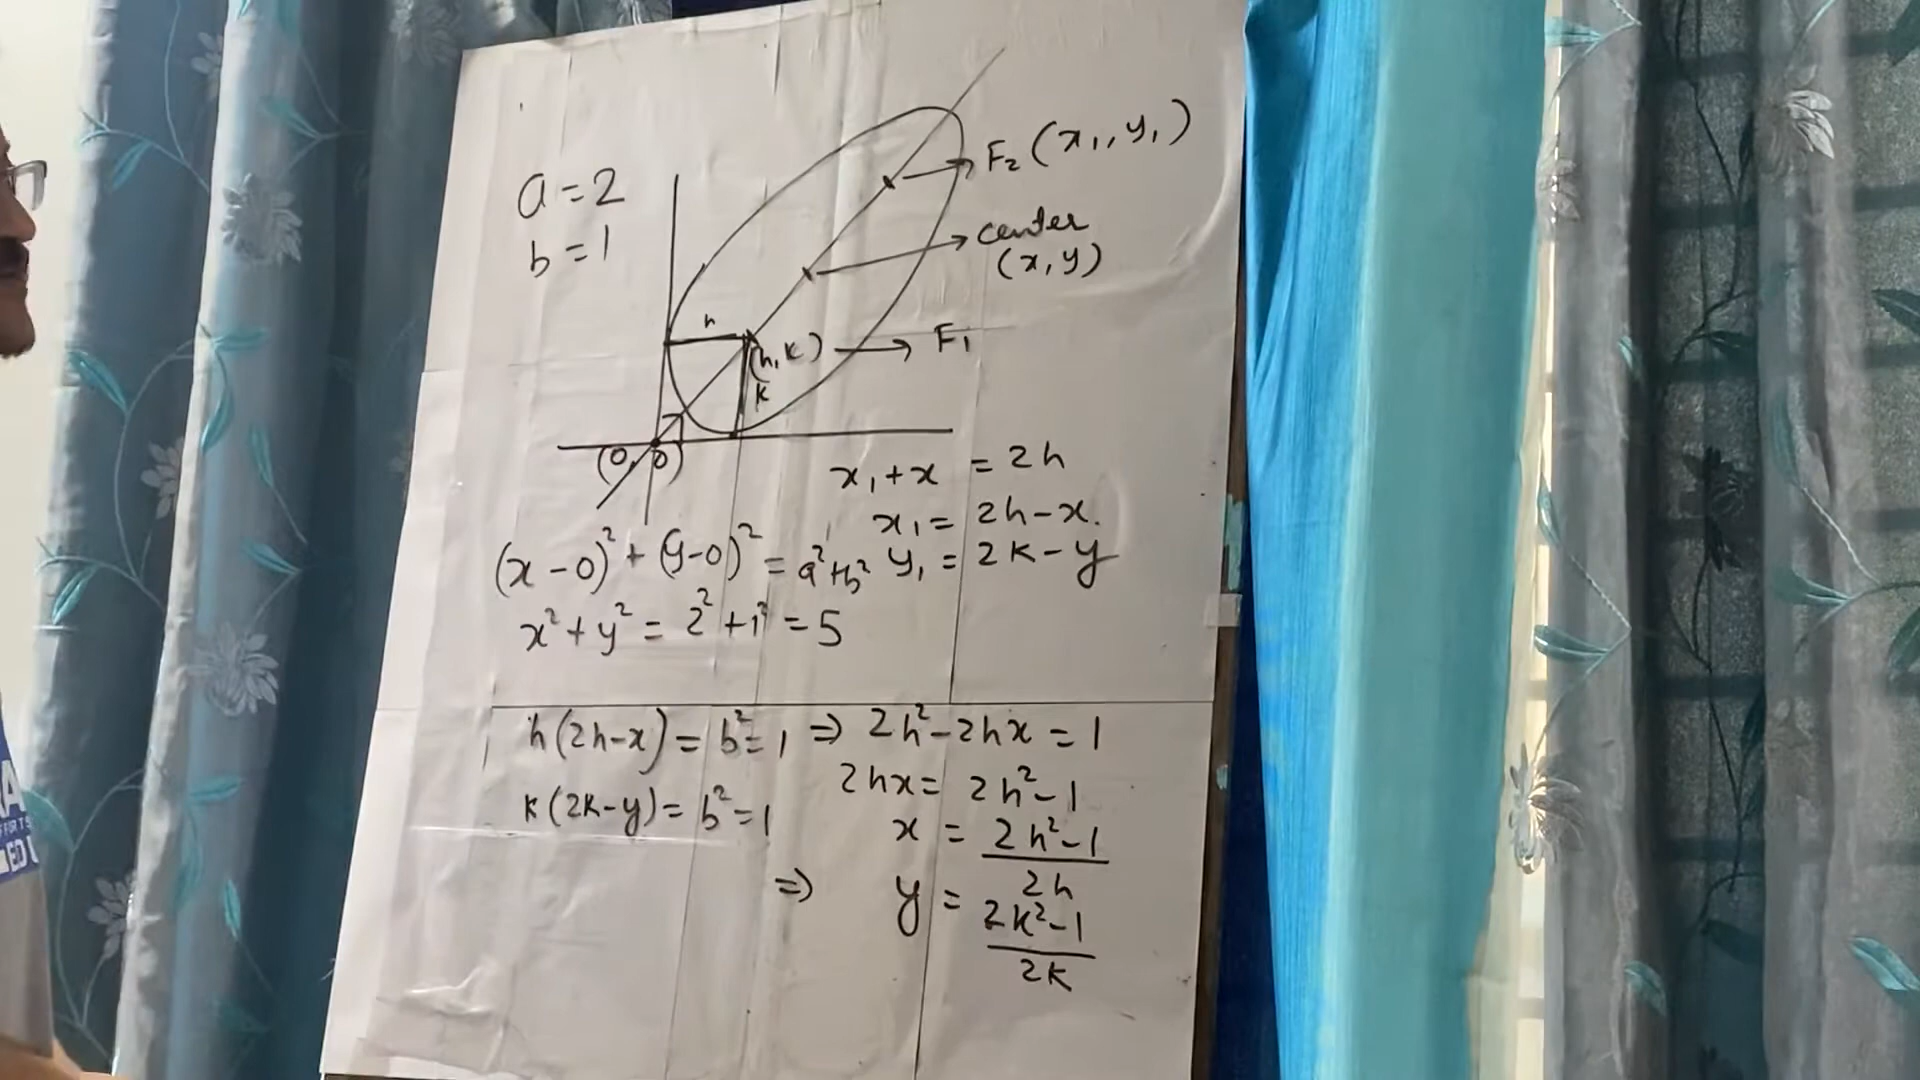 a = 2
b = 1
F₂ (x₁, y₁)
center
(x, y)
h
(h, k) → F₁
k
(0, 0)
x₁ + x = 2h
x₁ = 2h - x.
(x - 0)² + (y - 0)² = a² + b²
y₁ = 2k - y
x² + y² = 2² + 1² = 5
h(2h-x) = b² = 1 ⇒ 2h² - 2hx = 1
2hx = 2h² - 1
k(2k-y) = b² = 1
x = (2h² - 1)/2h
⇒ y = (2k² - 1)/2k